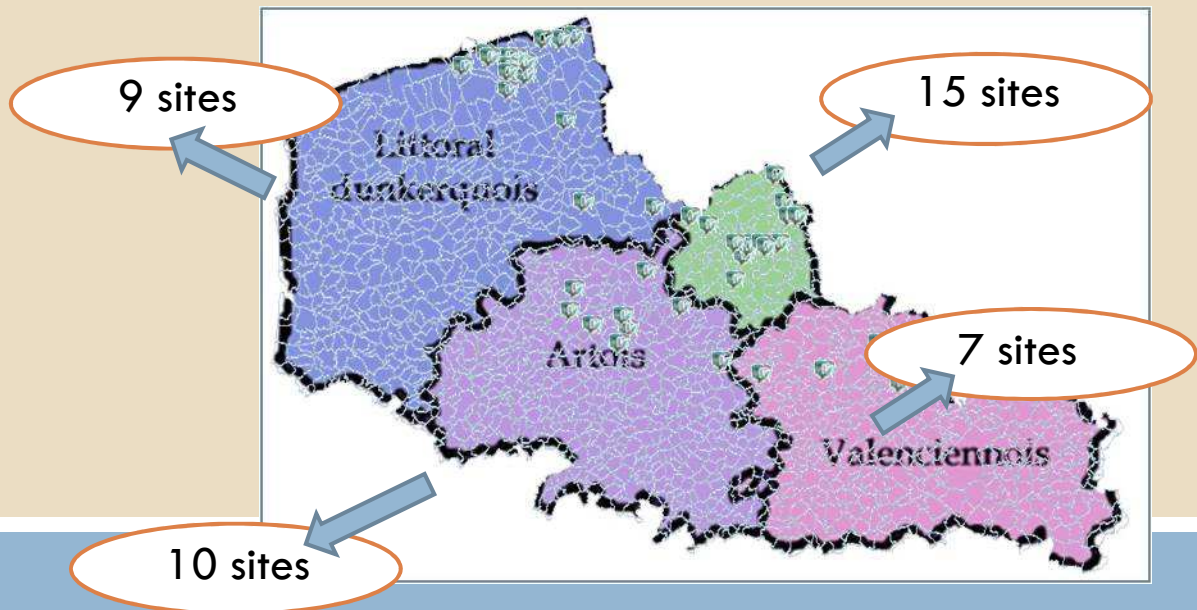 9 sites
15 sites
Littoral
dunkerquois
7 sites
Artois
Valenciennois
10 sites